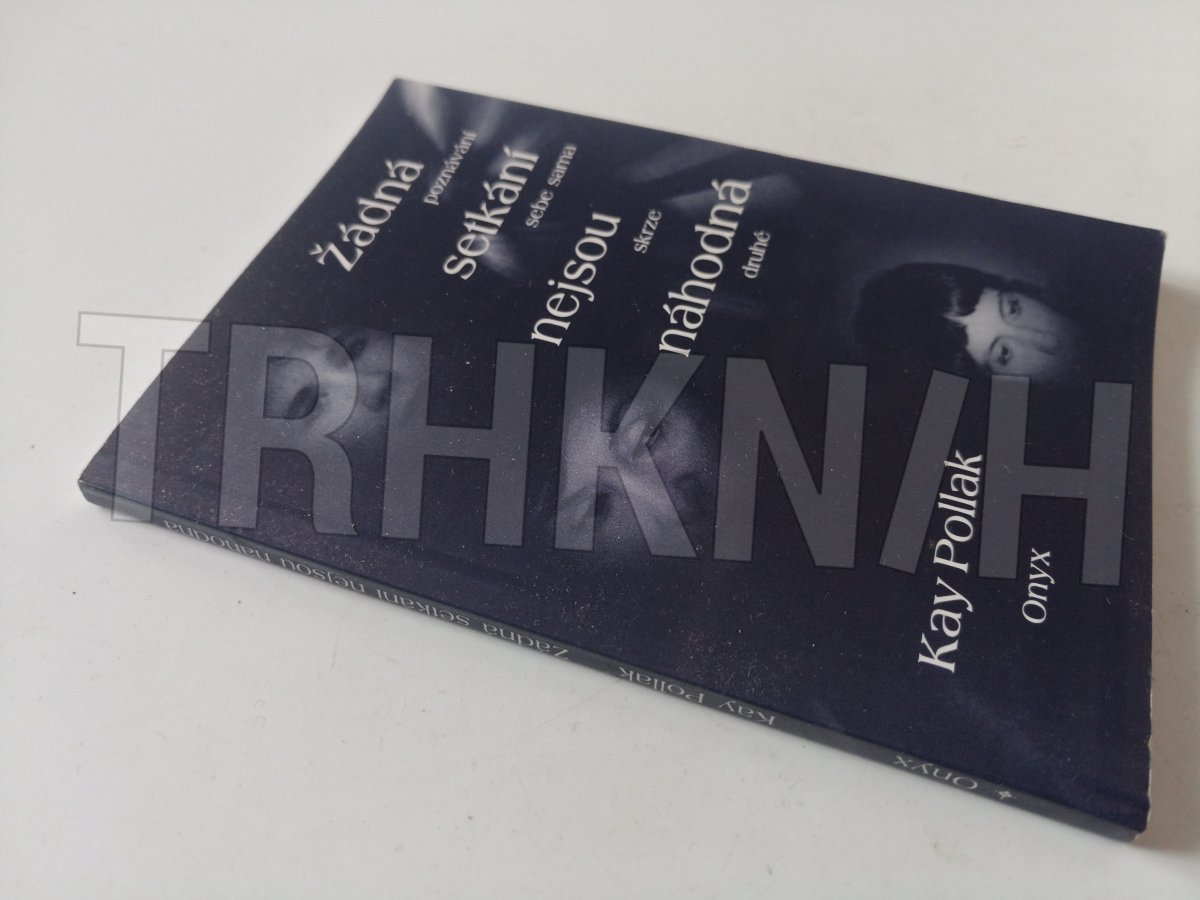 Žádná
poznávání
setkání
sebe sama
nejsou
skrze
náhodná
druhé
Kay Pollak
Onyx
Žádná setkání nejsou náhodná
Kay Pollak
Onyx
TRHKN/H